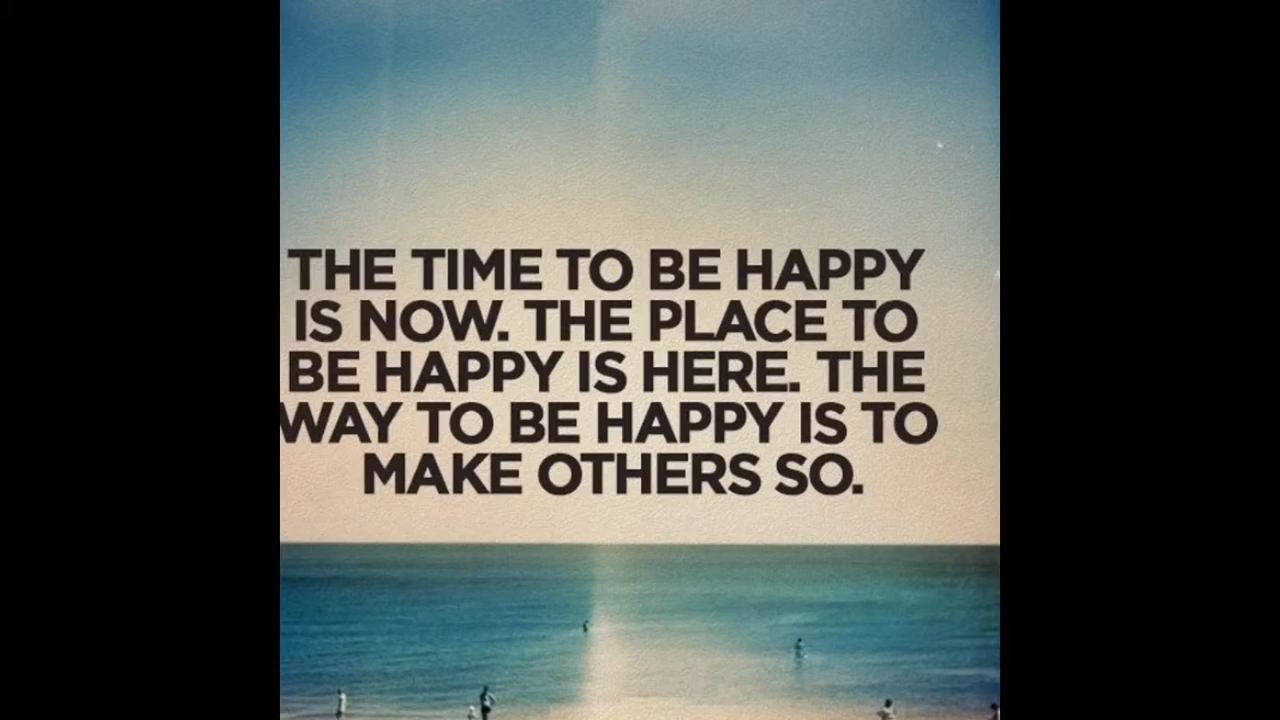 THE TIME TO BE HAPPY
IS NOW. THE PLACE TO
BE HAPPY IS HERE. THE
WAY TO BE HAPPY IS TO
MAKE OTHERS SO.